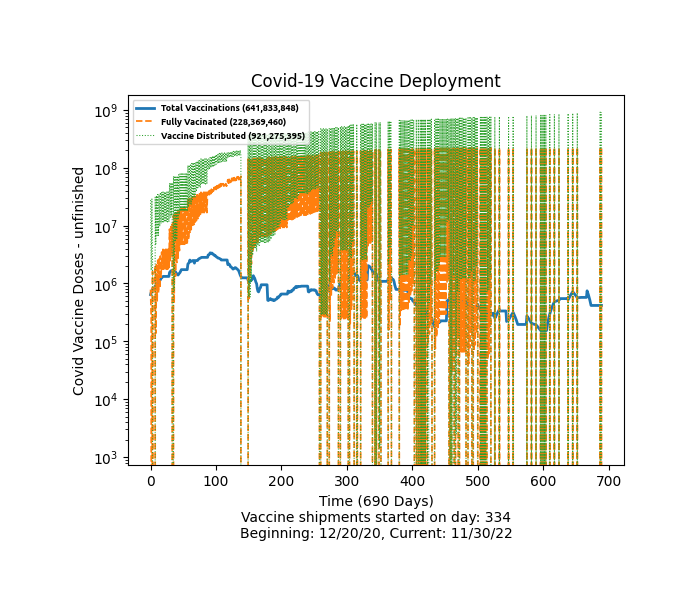 Covid-19 Vaccine Deployment
Total Vaccinations (641,833,848)
Fully Vacinated (228,369,460)
Vaccine Distributed (921,275,395)
Covid Vaccine Doses - unfinished
10⁹
10⁸
10⁷
10⁶
10⁵
10⁴
10³
0 100 200 300 400 500 600 700
Time (690 Days)
Vaccine shipments started on day: 334
Beginning: 12/20/20, Current: 11/30/22